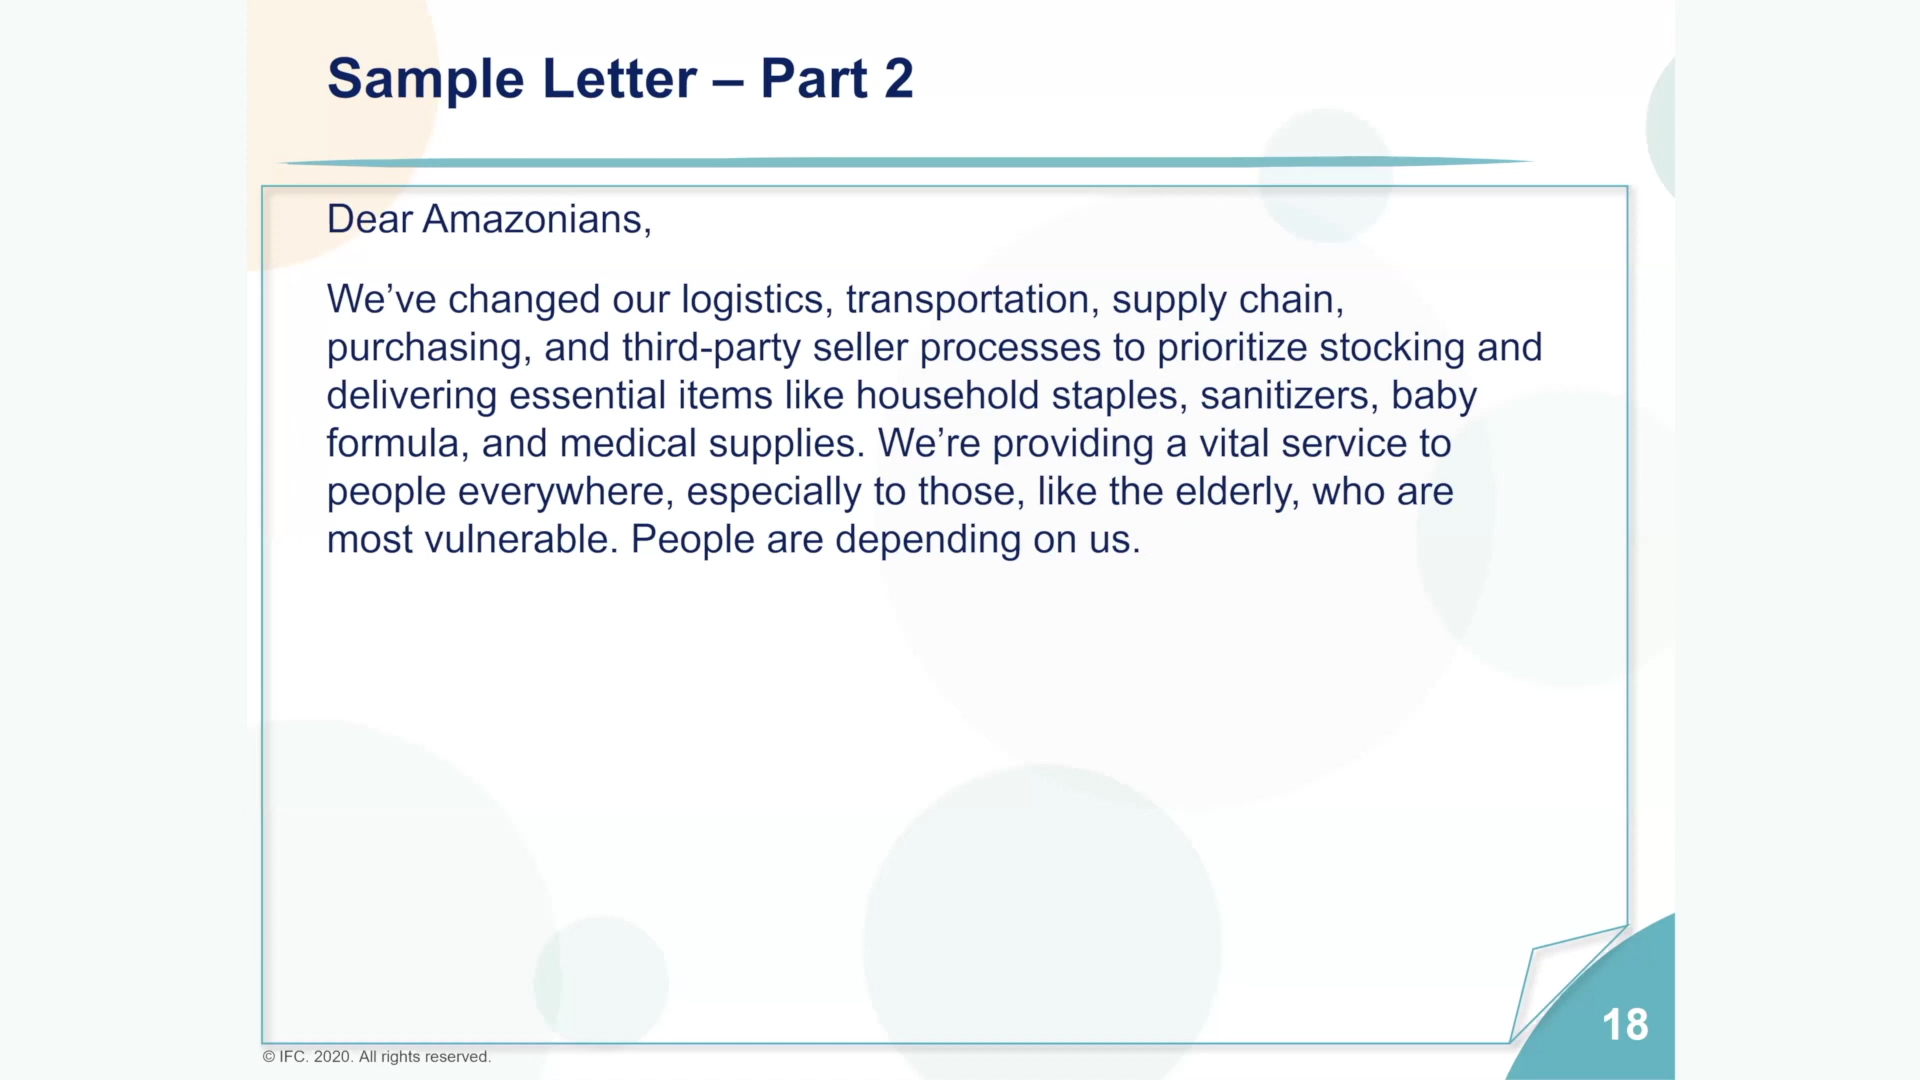 Sample Letter – Part 2
Dear Amazonians,
We’ve changed our logistics, transportation, supply chain,
purchasing, and third-party seller processes to prioritize stocking and
delivering essential items like household staples, sanitizers, baby
formula, and medical supplies. We’re providing a vital service to
people everywhere, especially to those, like the elderly, who are
most vulnerable. People are depending on us.
18
© IFC. 2020. All rights reserved.